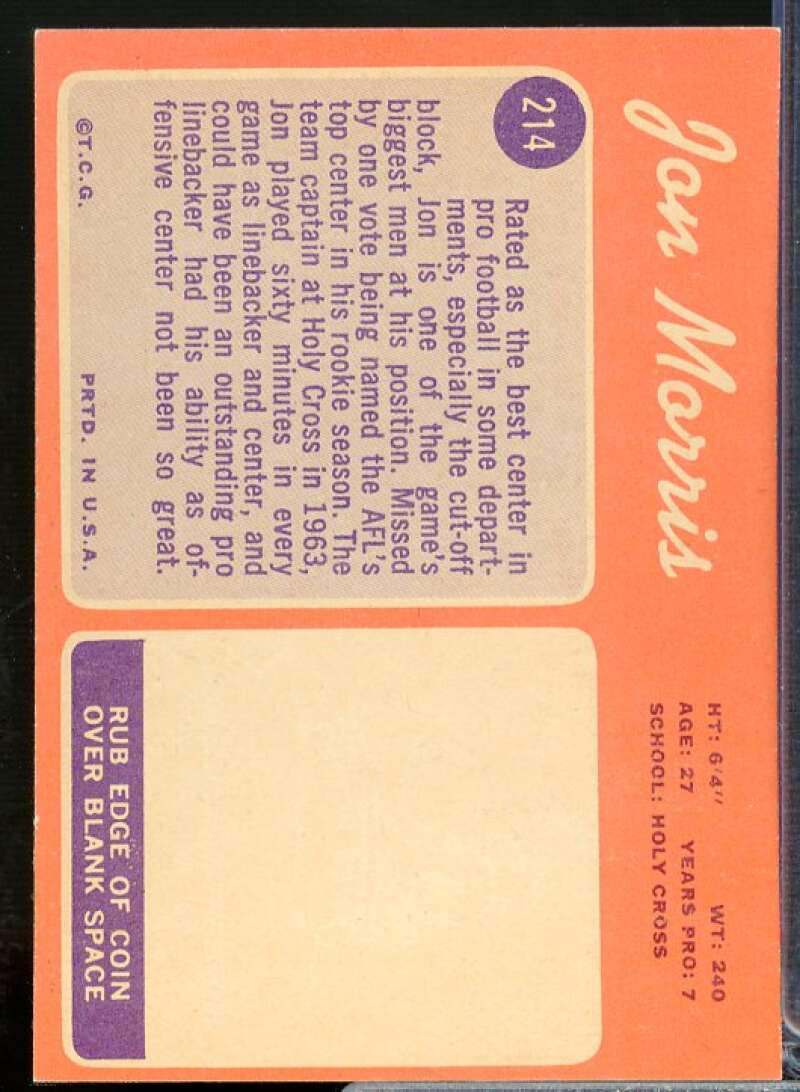 Jon Morris
HT: 6'4" WT: 240
AGE: 27 YEARS PRO: 7
SCHOOL: HOLY CROSS
214
Rated as the best center in
pro football in some depart-
ments, especially the cut-off
block, Jon is one of the game's
biggest men at his position. Missed
by one vote being named the AFL's
top center in his rookie season. The
team captain at Holy Cross in 1963,
Jon played sixty minutes in every
game as linebacker and center, and
could have been an outstanding pro
linebacker had his ability as of-
fensive center not been so great.
©T.C.G. PRTD. IN U.S.A.
RUB EDGE OF COIN
OVER BLANK SPACE